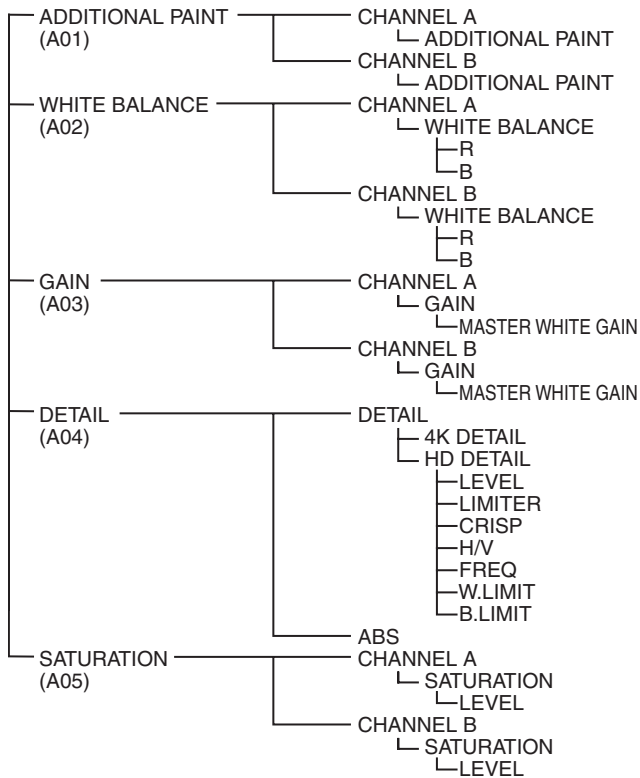 ADDITIONAL PAINT
(A01)
CHANNEL A
ADDITIONAL PAINT
CHANNEL B
ADDITIONAL PAINT
WHITE BALANCE
(A02)
CHANNEL A
WHITE BALANCE
R
B
CHANNEL B
WHITE BALANCE
R
B
GAIN
(A03)
CHANNEL A
GAIN
MASTER WHITE GAIN
CHANNEL B
GAIN
MASTER WHITE GAIN
DETAIL
(A04)
DETAIL
4K DETAIL
HD DETAIL
LEVEL
LIMITER
CRISP
H/V
FREQ
W.LIMIT
B.LIMIT
ABS
SATURATION
(A05)
CHANNEL A
SATURATION
LEVEL
CHANNEL B
SATURATION
LEVEL